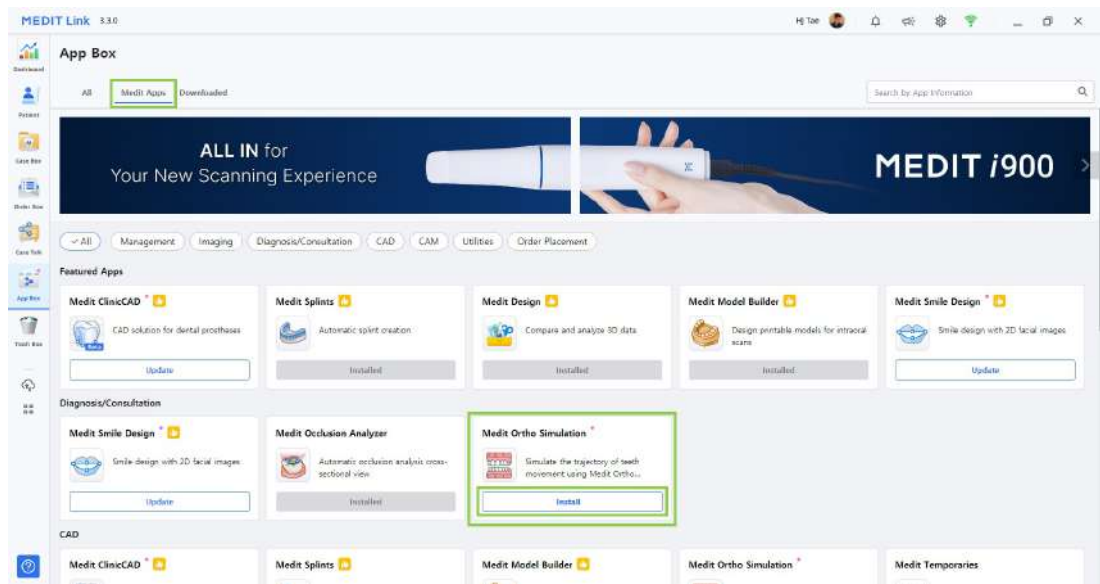 MEDIT Link 3.3.0
Hj Tae
Dashboard
Patient
Case Box
Order Box
Case Talk
App Box
Trash Box
App Box
All Medit Apps Downloaded
Search by App Information
ALL IN for
Your New Scanning Experience
MEDIT i900
All Management Imaging Diagnosis/Consultation CAD CAM Utilities Order Placement
Featured Apps
Medit ClinicCAD * Medit Splints Medit Design Medit Model Builder Medit Smile Design *
CAD solution for dental prostheses Automatic splint creation Compare and analyze 3D data Design printable models for intraoral Smile design with 2D facial images
scans
Update Installed Installed Installed Update
Diagnosis/Consultation
Medit Smile Design * Medit Occlusion Analyzer Medit Ortho Simulation *
Smile design with 2D facial images Automatic occlusion analysis cross- Simulate the trajectory of teeth
sectional view movement using Medit Ortho...
Update Installed Install
CAD
Medit ClinicCAD * Medit Splints Medit Model Builder Medit Ortho Simulation * Medit Temporaries